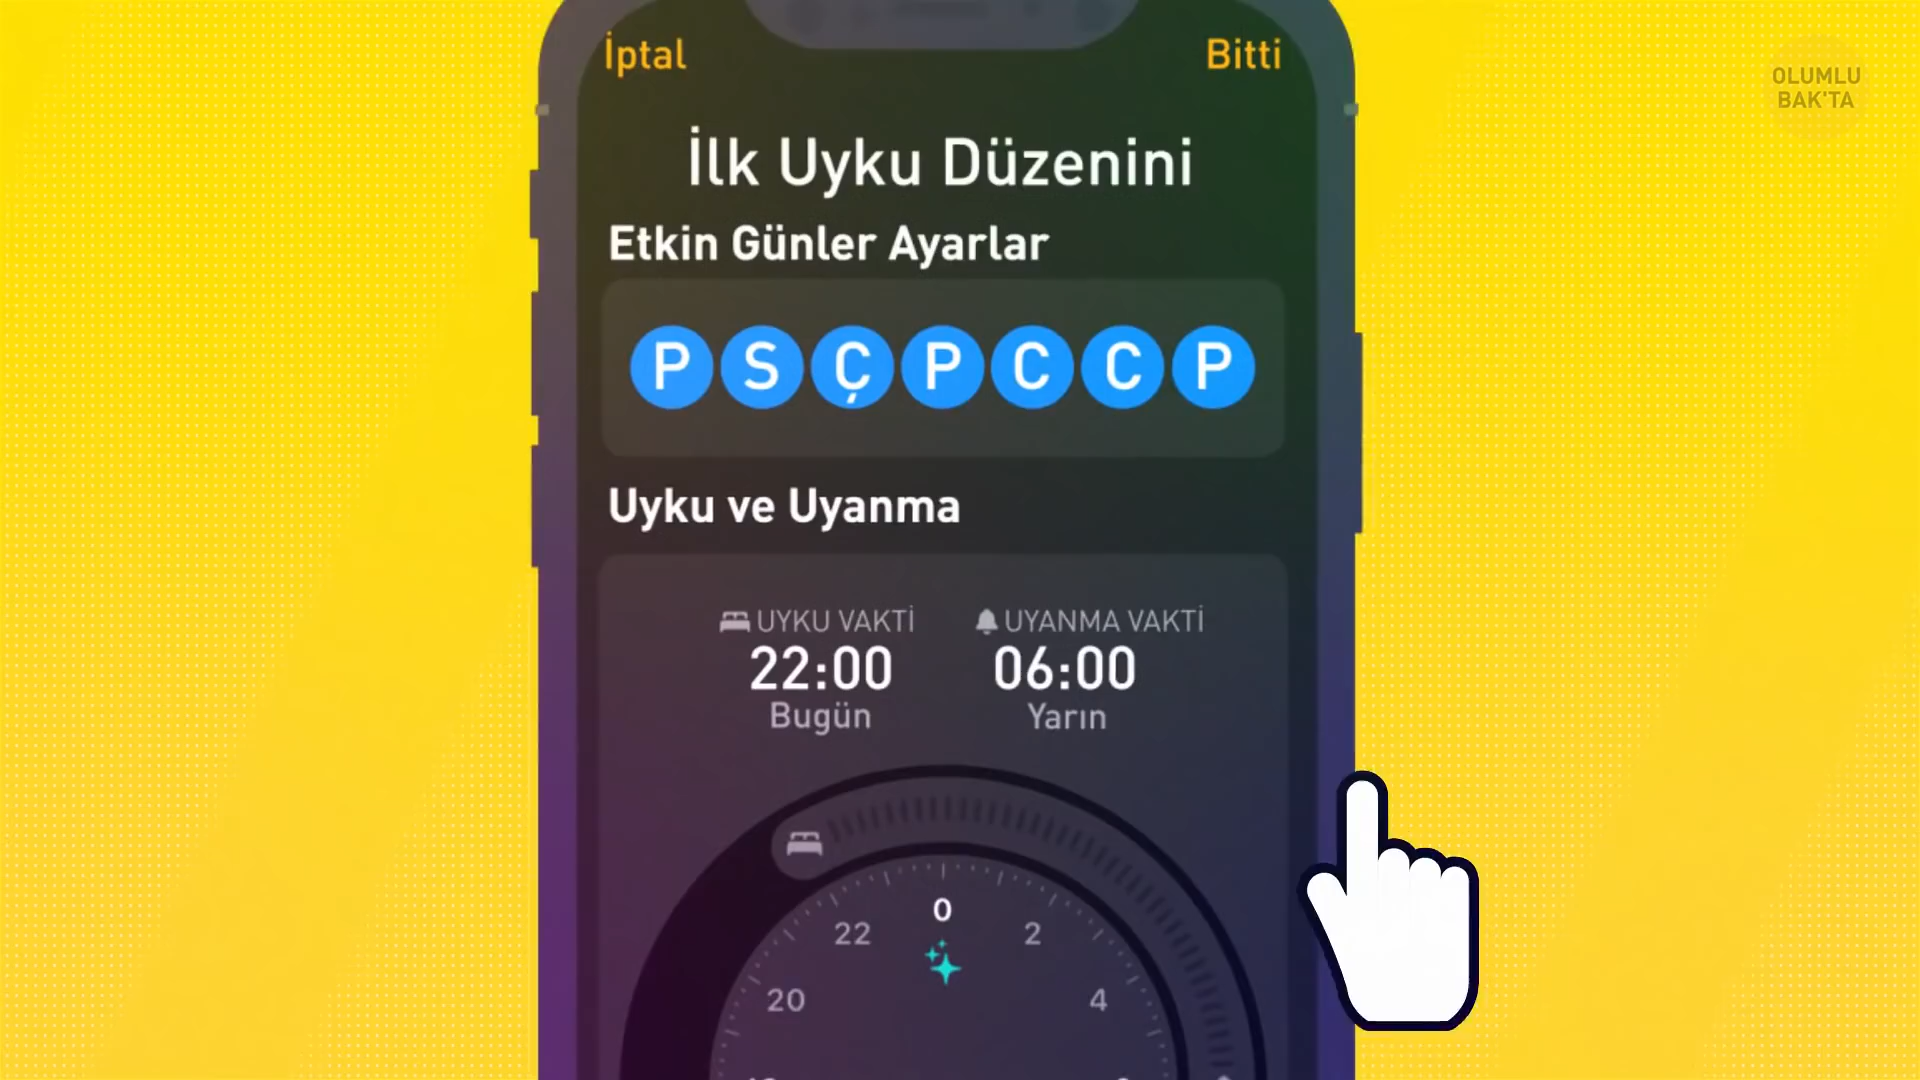 İptal
Bitti
OLUMLU
BAK'TA
İlk Uyku Düzenini
Etkin Günler Ayarlar
P S Ç P C C P
Uyku ve Uyanma
UYKU VAKTİ
UYANMA VAKTİ
22:00
06:00
Bugün
Yarın
0
22
2
20
4